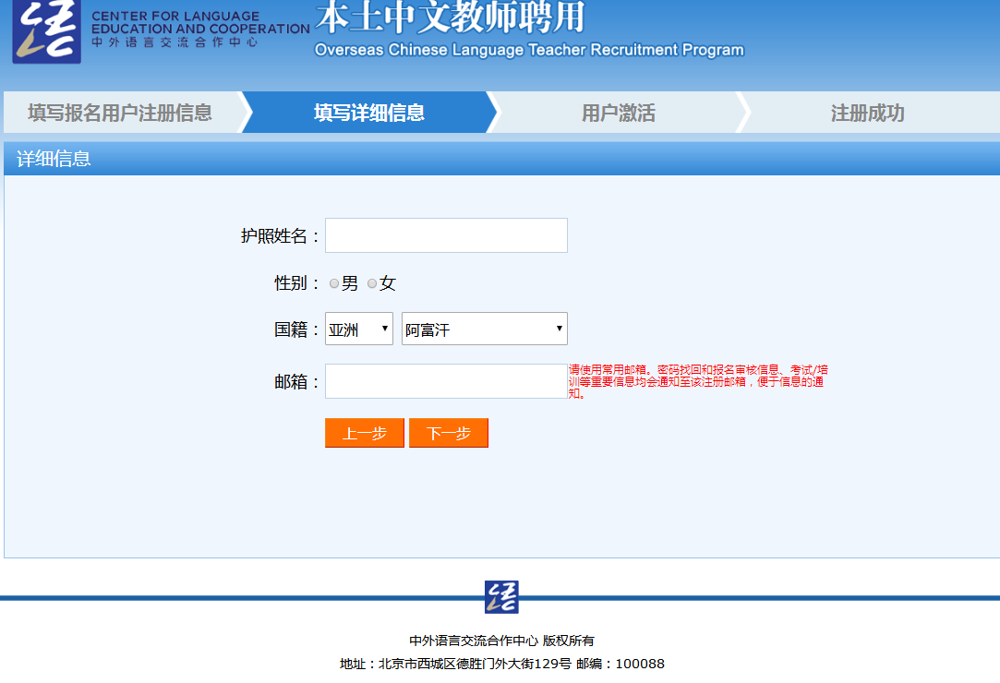 语
CENTER FOR LANGUAGE
EDUCATION AND COOPERATION
中外语言交流合作中心
本土中文教师聘用
Overseas Chinese Language Teacher Recruitment Program
填写报名用户注册信息 填写详细信息 用户激活 注册成功
详细信息
护照姓名：
性别： 男 女
国籍： 亚洲 阿富汗
邮箱：
请使用常用邮箱。密码找回和报名审核信息、考试/培
训等重要信息均会通知至该注册邮箱，便于信息的通
知。
上一步 下一步
语
中外语言交流合作中心 版权所有
地址：北京市西城区德胜门外大街129号 邮编：100088